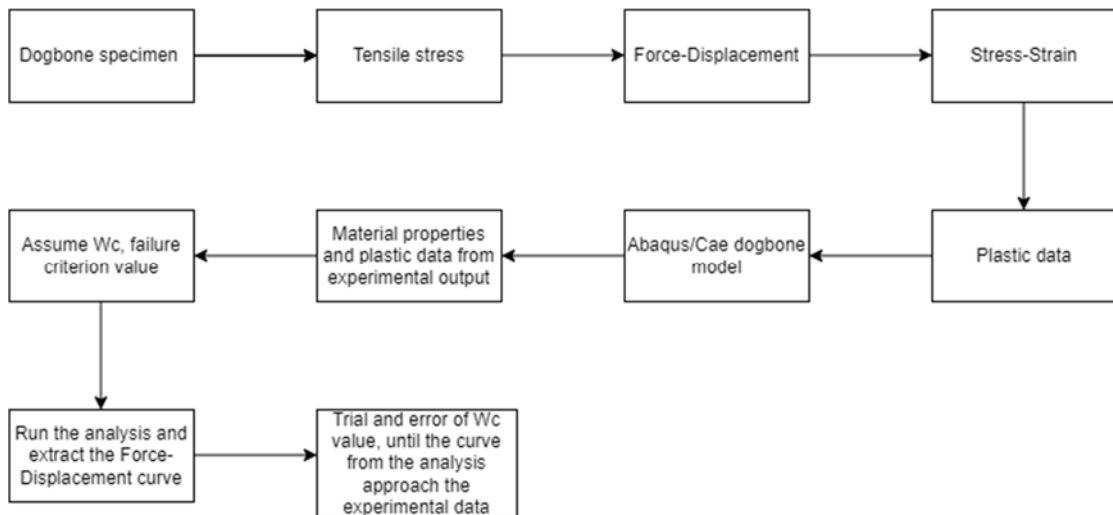 Dogbone specimen
Tensile stress
Force-Displacement
Stress-Strain
Plastic data
Abaqus/Cae dogbone
model
Material properties
and plastic data from
experimental output
Assume Wc, failure
criterion value
Run the analysis and
extract the Force-
Displacement curve
Trial and error of Wc
value, until the curve
from the analysis
approach the
experimental data